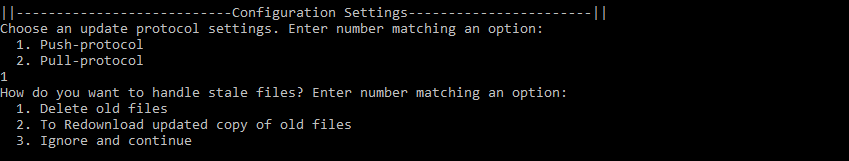 ||---------------------------Configuration Settings-----------------------||
Choose an update protocol settings. Enter number matching an option:
  1. Push-protocol
  2. Pull-protocol
1
How do you want to handle stale files? Enter number matching an option:
  1. Delete old files
  2. To Redownload updated copy of old files
  3. Ignore and continue